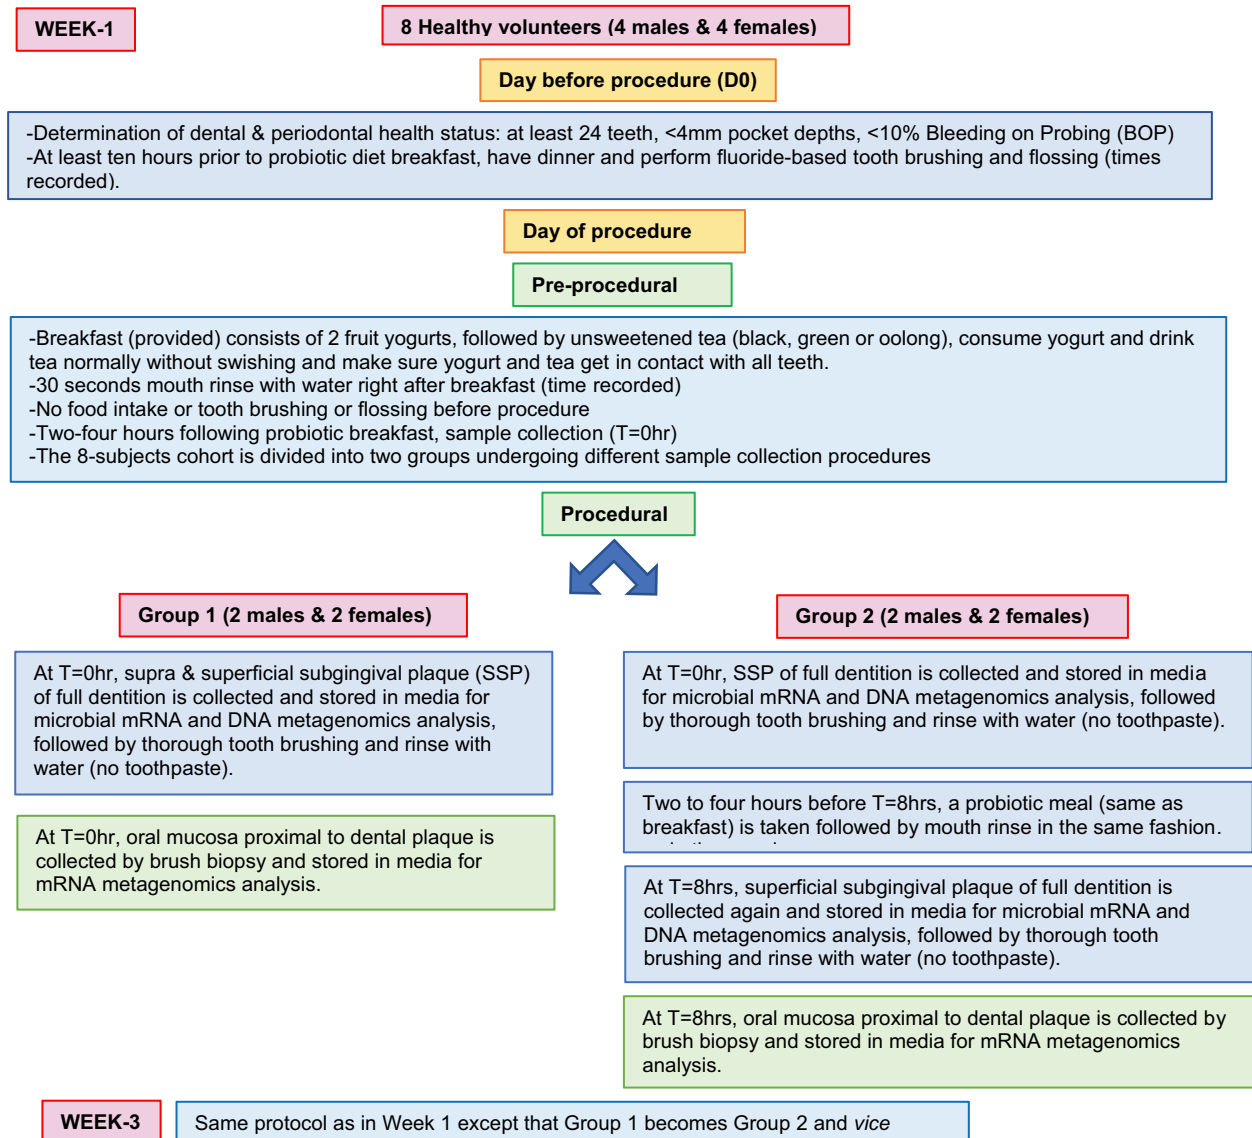 WEEK-1
8 Healthy volunteers (4 males & 4 females)
Day before procedure (D0)
-Determination of dental & periodontal health status: at least 24 teeth, <4mm pocket depths, <10% Bleeding on Probing (BOP)
-At least ten hours prior to probiotic diet breakfast, have dinner and perform fluoride-based tooth brushing and flossing (times
recorded).
Day of procedure
Pre-procedural
-Breakfast (provided) consists of 2 fruit yogurts, followed by unsweetened tea (black, green or oolong), consume yogurt and drink
tea normally without swishing and make sure yogurt and tea get in contact with all teeth.
-30 seconds mouth rinse with water right after breakfast (time recorded)
-No food intake or tooth brushing or flossing before procedure
-Two-four hours following probiotic breakfast, sample collection (T=0hr)
-The 8-subjects cohort is divided into two groups undergoing different sample collection procedures
Procedural
Group 1 (2 males & 2 females)
At T=0hr, supra & superficial subgingival plaque (SSP)
of full dentition is collected and stored in media for
microbial mRNA and DNA metagenomics analysis,
followed by thorough tooth brushing and rinse with
water (no toothpaste).
At T=0hr, oral mucosa proximal to dental plaque is
collected by brush biopsy and stored in media for
mRNA metagenomics analysis.
Group 2 (2 males & 2 females)
At T=0hr, SSP of full dentition is collected and stored in media
for microbial mRNA and DNA metagenomics analysis, followed
by thorough tooth brushing and rinse with water (no toothpaste).
Two to four hours before T=8hrs, a probiotic meal (same as
breakfast) is taken followed by mouth rinse in the same fashion.
At T=8hrs, superficial subgingival plaque of full dentition is
collected again and stored in media for microbial mRNA and
DNA metagenomics analysis, followed by thorough tooth
brushing and rinse with water (no toothpaste).
At T=8hrs, oral mucosa proximal to dental plaque is collected by
brush biopsy and stored in media for mRNA metagenomics
analysis.
WEEK-3
Same protocol as in Week 1 except that Group 1 becomes Group 2 and vice